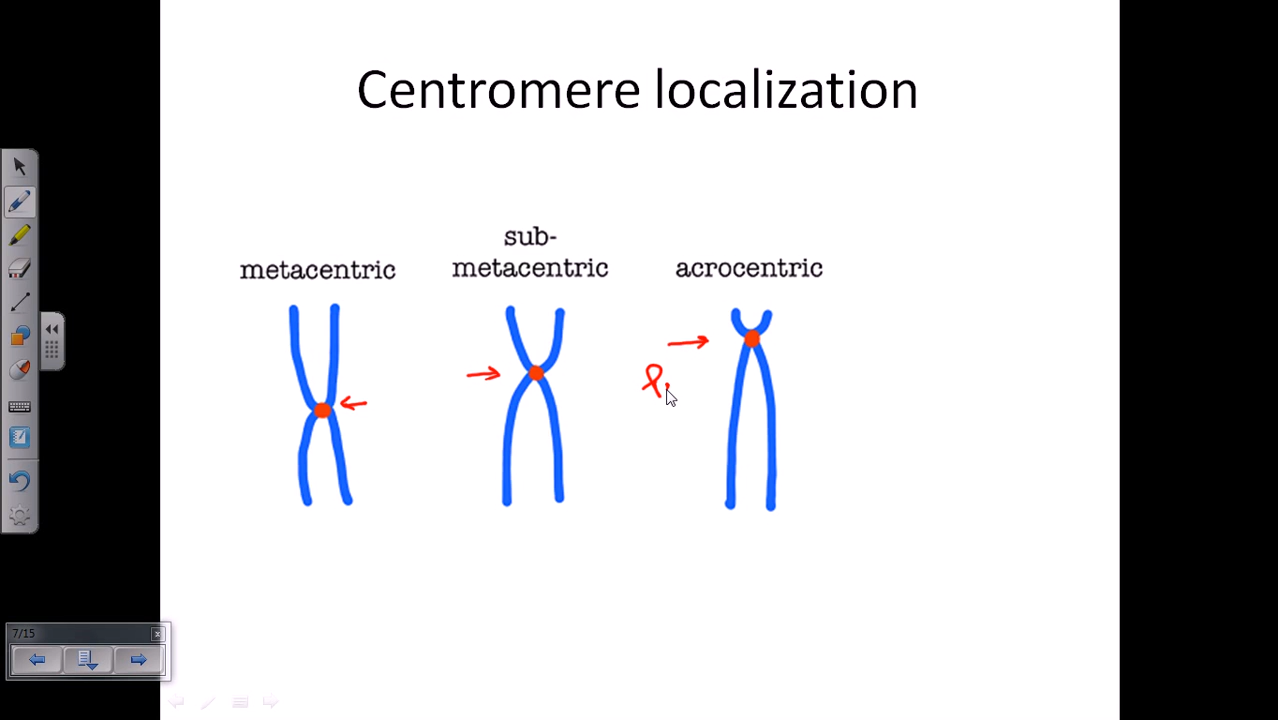 Centromere localization
metacentric
sub-
metacentric
acrocentric
7/15